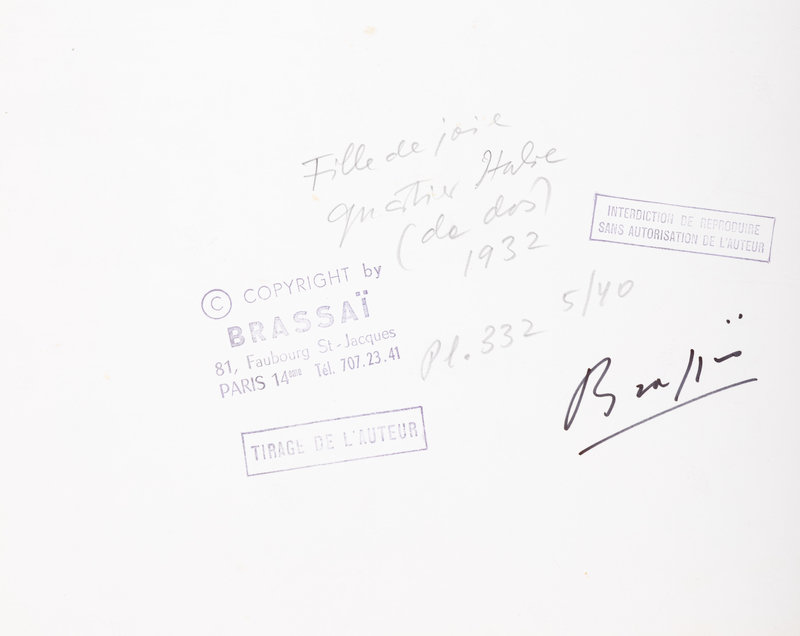 Fille de joie
quartier Italie
(de dos)
1932
INTERDICTION DE REPRODUIRE
SANS AUTORISATION DE L'AUTEUR
© COPYRIGHT by
BRASSAÏ
81, Faubourg St-Jacques
PARIS 14ème Tél. 707.23.41
Pl. 332 5/40
Brassaï
TIRAGE DE L'AUTEUR